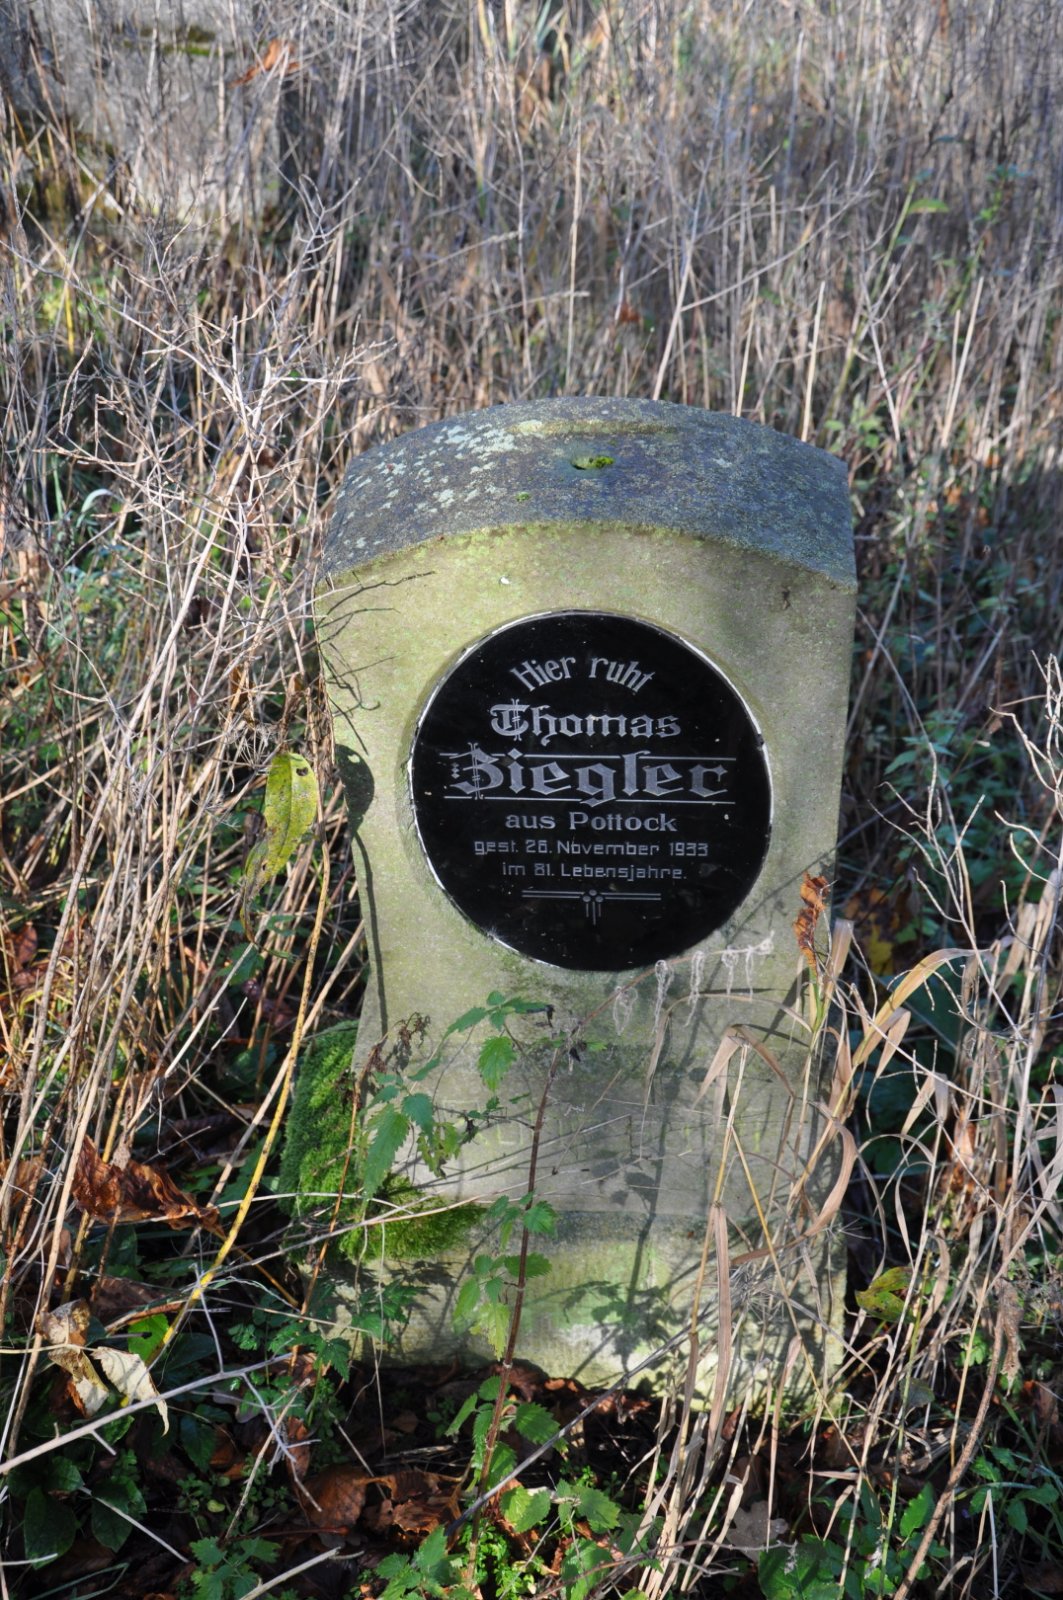 Hier ruht
Thomas
Ziegler
aus Pottock
gest. 26. November 1933
im 81. Lebensjahre.